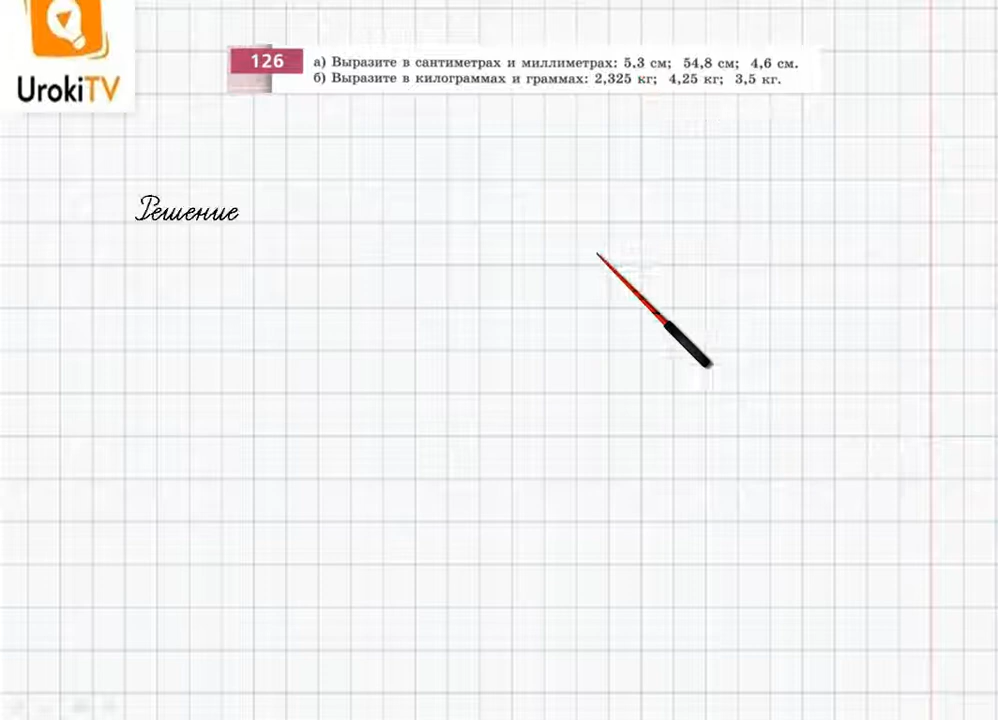 UrokiTV
126
а) Выразите в сантиметрах и миллиметрах: 5,3 см; 54,8 см; 4,6 см.
б) Выразите в килограммах и граммах: 2,325 кг; 4,25 кг; 3,5 кг.
Решение